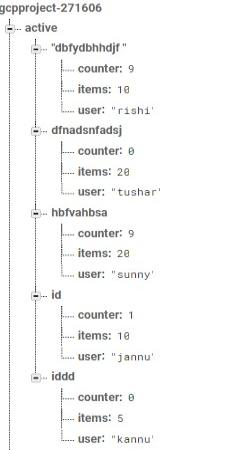 gcpproject-271606
active
"dbfydbhhdjf "
counter: 9
items: 10
user: "rishi'
dfnadsnfadsj
counter: 0
items: 20
user: "tushar'
hbfvahbsa
counter: 9
items: 20
user: "sunny'
id
counter: 1
items: 10
user: "jannu'
iddd
counter: 0
items: 5
user: "kannu'